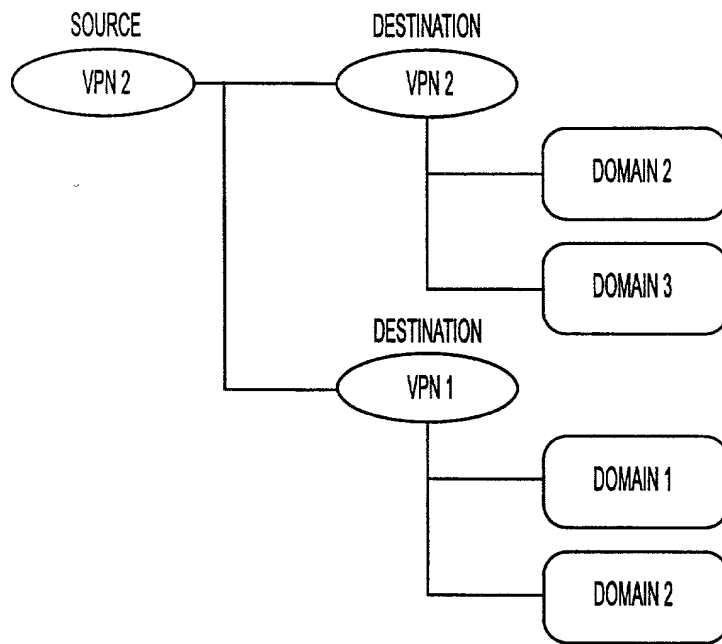 SOURCE
VPN 2
DESTINATION
VPN 2
DOMAIN 2
DOMAIN 3
DESTINATION
VPN 1
DOMAIN 1
DOMAIN 2